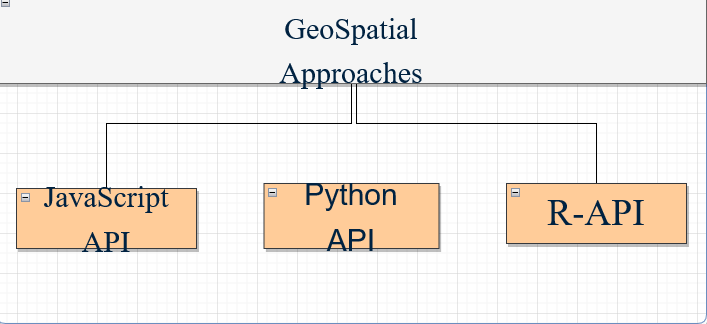 GeoSpatial
Approaches
JavaScript
API
Python
API
R-API